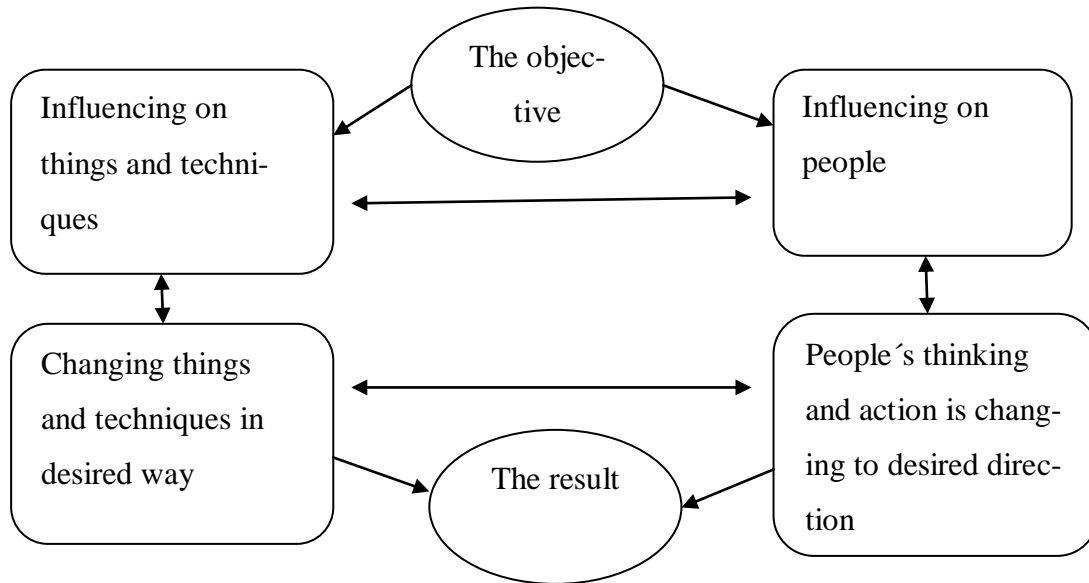 The objec-
tive
Influencing on
things and techni-
ques
Influencing on
people
Changing things
and techniques in
desired way
People´s thinking
and action is chang-
ing to desired direc-
tion
The result